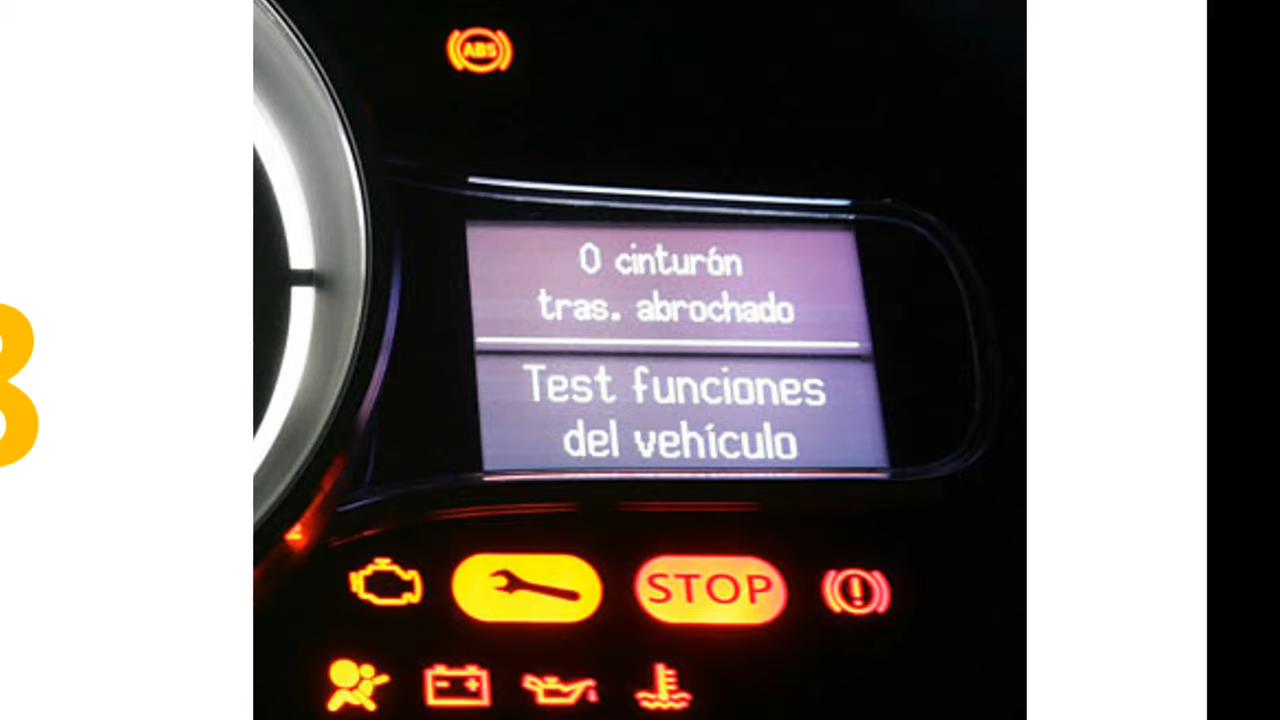 ABS
0 cinturón
tras. abrochado
Test funciones
del vehículo
STOP